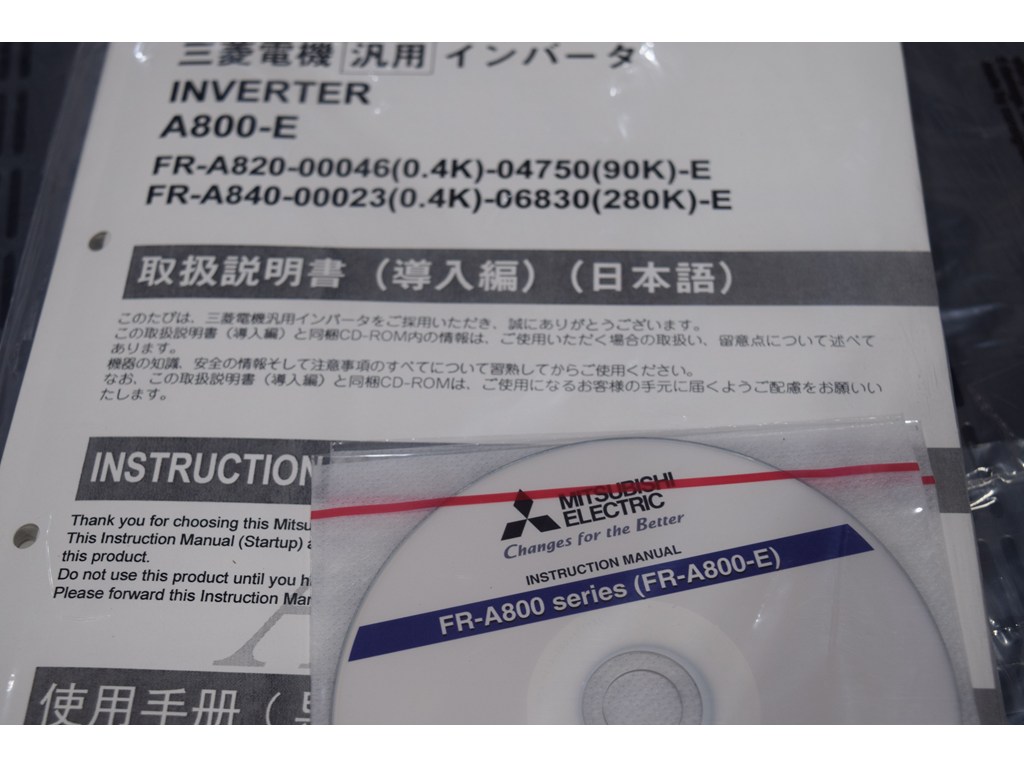 三菱電機 汎用 インバータ
INVERTER
A800-E
FR-A820-00046(0.4K)-04750(90K)-E
FR-A840-00023(0.4K)-06830(280K)-E
取扱説明書（導入編）（日本語）
このたびは、三菱電機汎用インバータをご採用いただき、誠にありがとうございます。
この取扱説明書（導入編）と同梱CD-ROM内の情報は、ご使用いただく場合の取扱い、留意点について述べて
あります。
機器の知識、安全の情報そして注意事項のすべてについて習熟してからご使用ください。
なお、この取扱説明書（導入編）と同梱CD-ROMは、ご使用になるお客様の手元に届くようご配慮をお願いい
たします。
INSTRUCTION
Thank you for choosing this Mitsu
This Instruction Manual (Startup) a
this product.
Do not use this product until you h
Please forward this Instruction Mar
使用手册（
MITSUBISHI
ELECTRIC
Changes for the Better
INSTRUCTION MANUAL
FR-A800 series (FR-A800-E)